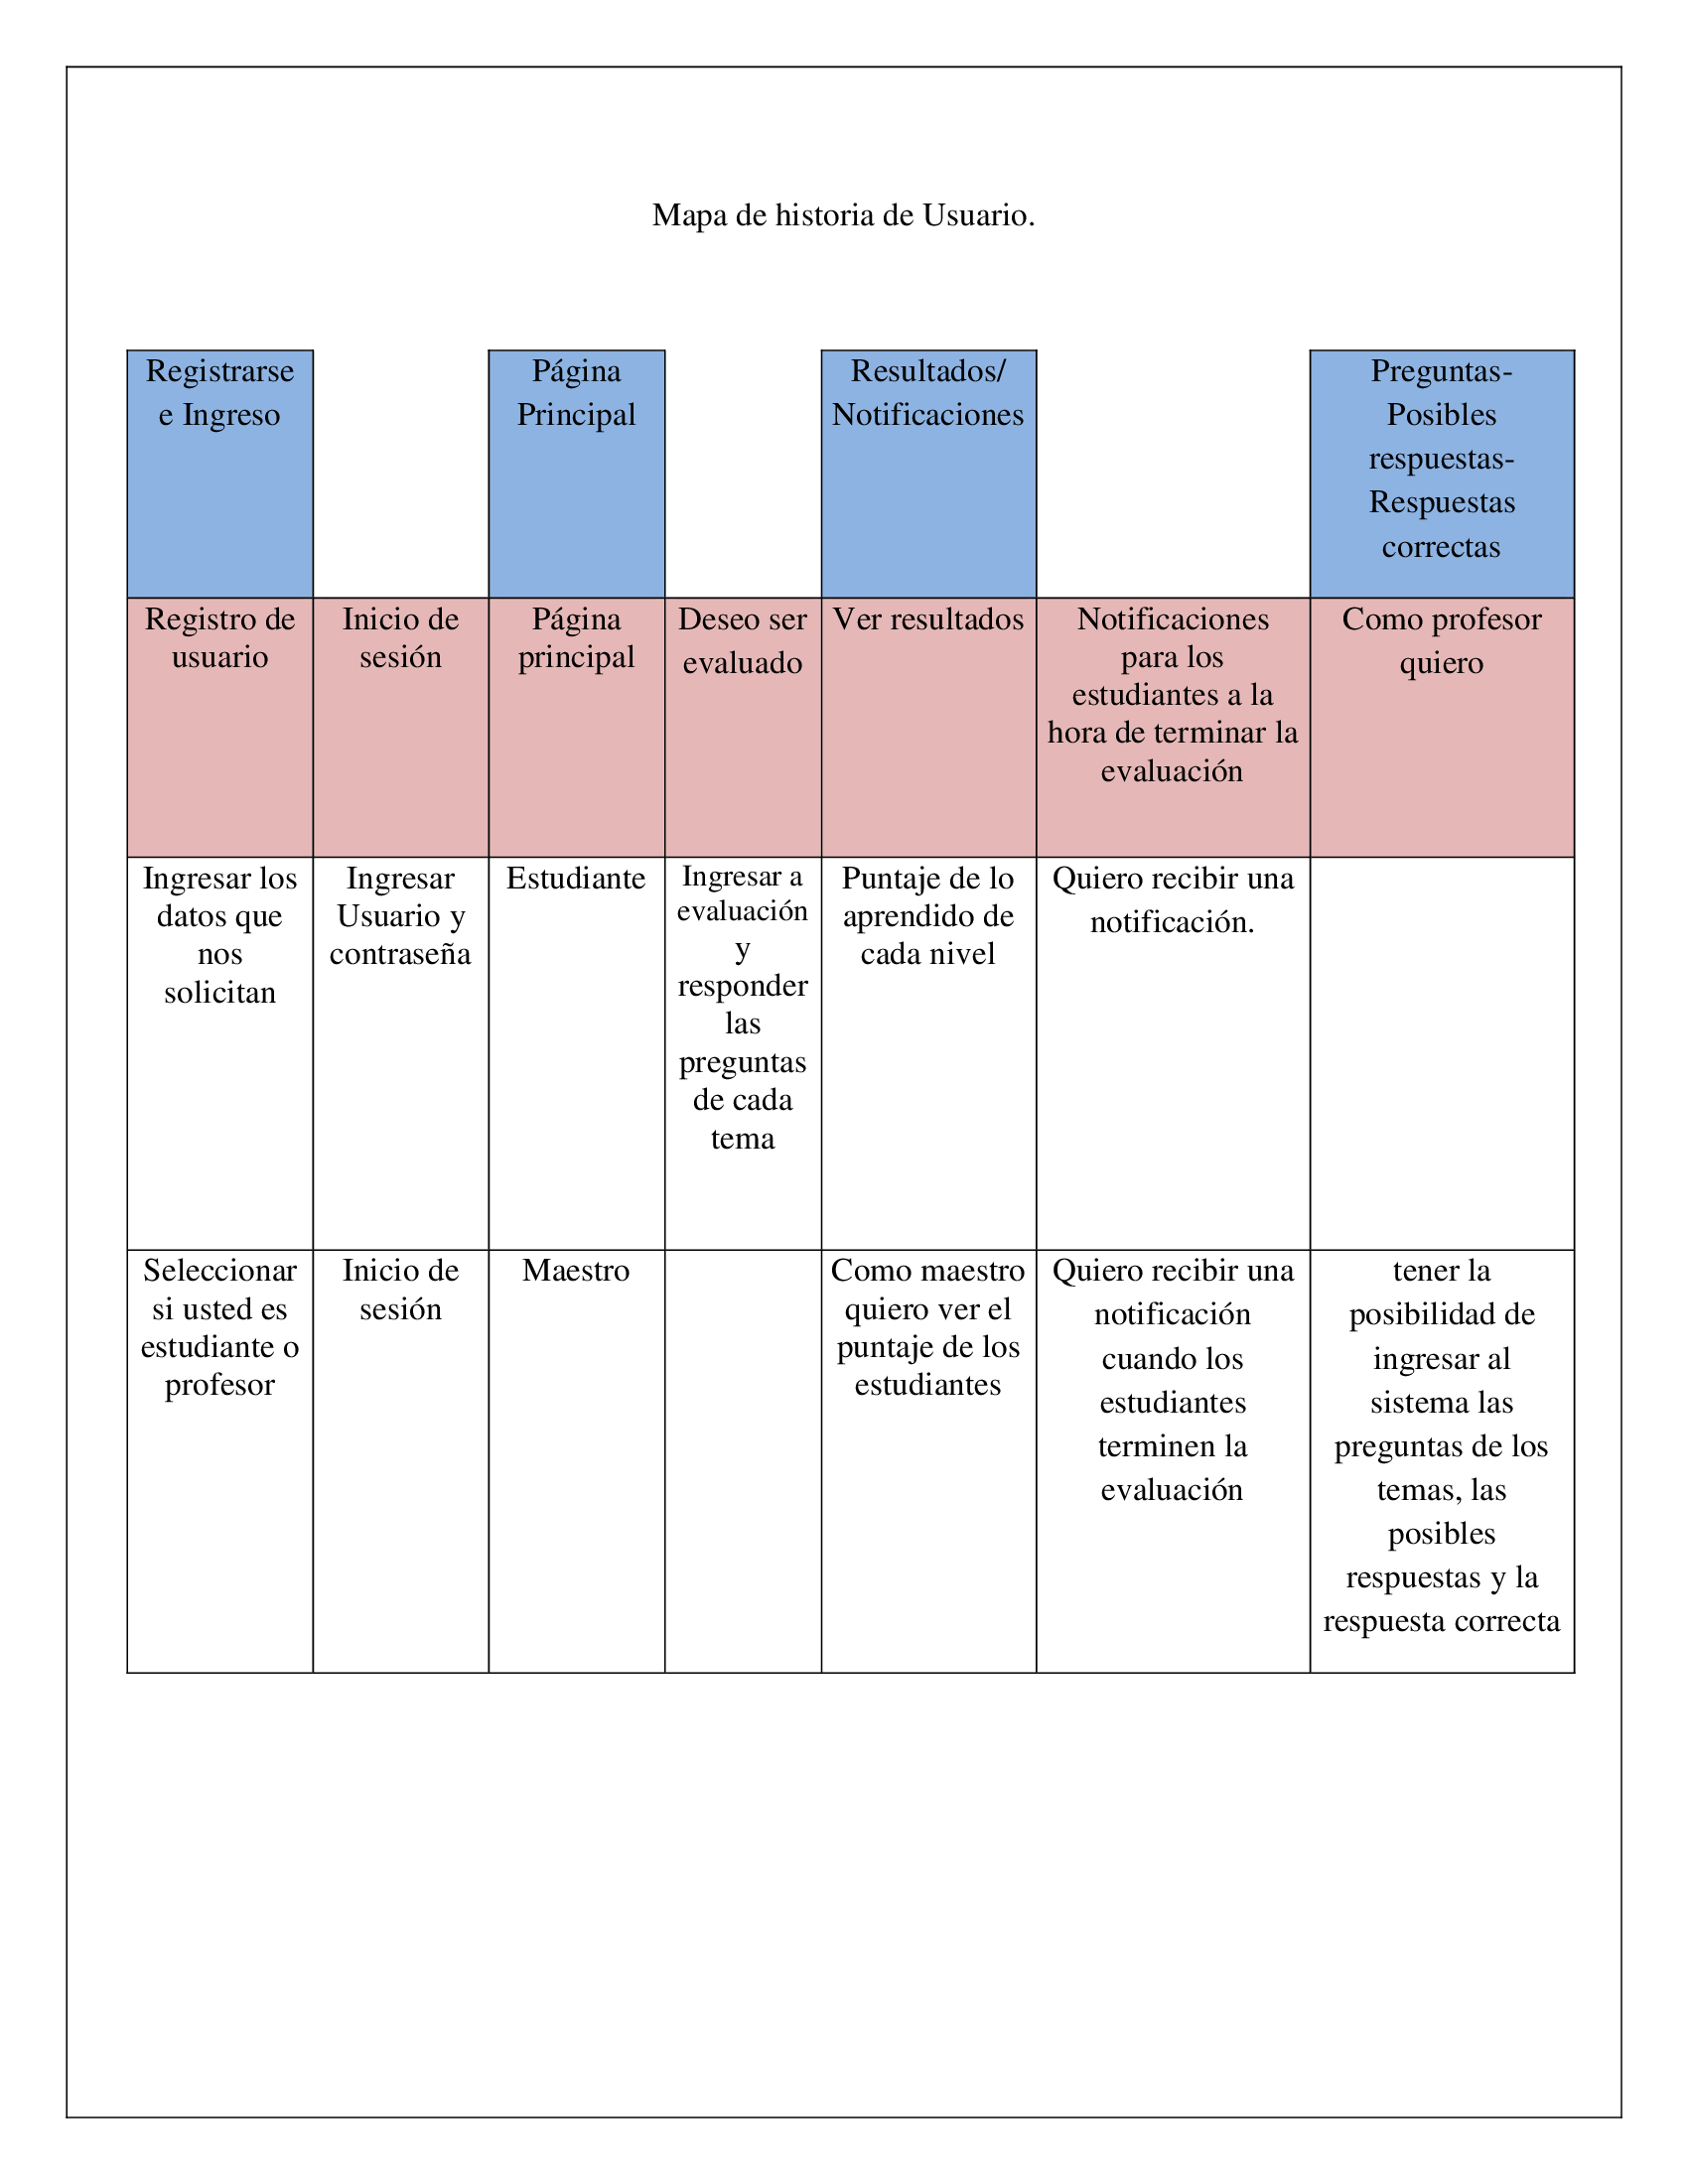 Mapa de historia de Usuario.
Registrarse
e Ingreso
Página
Principal
Resultados/
Notificaciones
Preguntas-
Posibles
respuestas-
Respuestas
correctas
Registro de
usuario
Inicio de
sesión
Página
principal
Deseo ser
evaluado
Ver resultados
Notificaciones
para los
estudiantes a la
hora de terminar la
evaluación
Como profesor
quiero
Ingresar los
datos que
nos
solicitan
Ingresar
Usuario y
contraseña
Estudiante
Ingresar a
evaluación
y
responder
las
preguntas
de cada
tema
Puntaje de lo
aprendido de
cada nivel
Quiero recibir una
notificación.
Seleccionar
si usted es
estudiante o
profesor
Inicio de
sesión
Maestro
Como maestro
quiero ver el
puntaje de los
estudiantes
Quiero recibir una
notificación
cuando los
estudiantes
terminen la
evaluación
tener la
posibilidad de
ingresar al
sistema las
preguntas de los
temas, las
posibles
respuestas y la
respuesta correcta